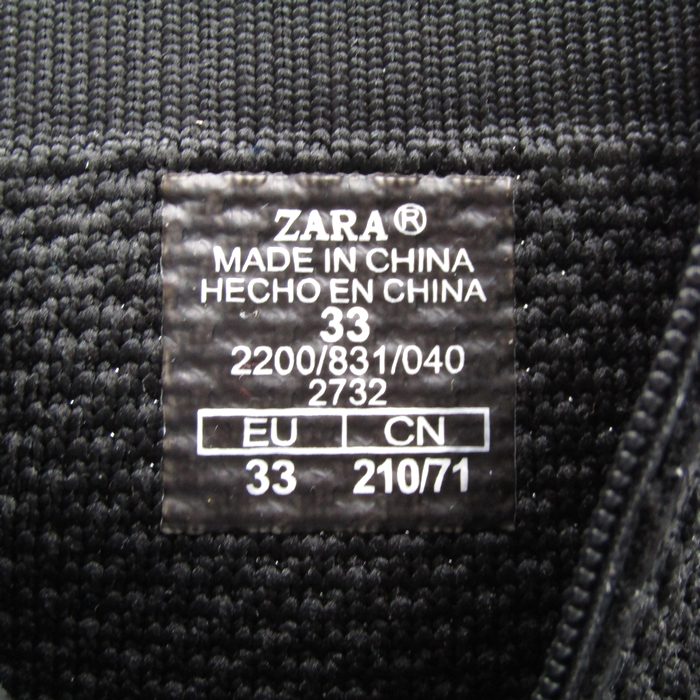 ZARA®
MADE IN CHINA
HECHO EN CHINA
33
2200/831/040
2732
EU CN
33 210/71